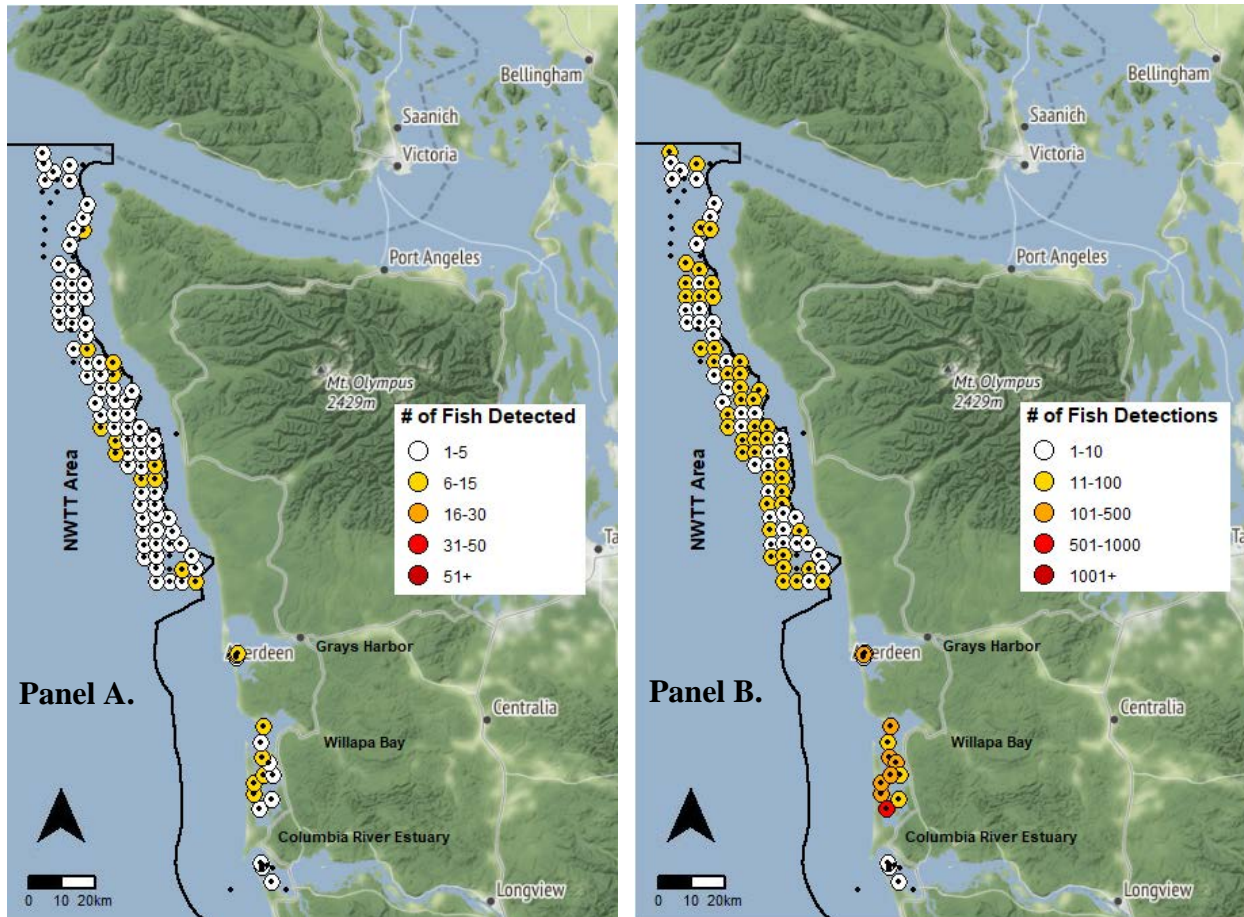 Bellingham
Saanich
Victoria
Port Angeles
Mt. Olympus
2429m
NWTT Area
# of Fish Detected
1-5
6-15
16-30
31-50
51+
Ta
Aberdeen
Grays Harbor
Panel A.
Centralia
Willapa Bay
Columbia River Estuary
Longview
0 10 20km
Bellingham
Saanich
Victoria
Port Angeles
Mt. Olympus
2429m
NWTT Area
# of Fish Detections
1-10
11-100
101-500
501-1000
1001+
Ta
Aberdeen
Grays Harbor
Panel B.
Centralia
Willapa Bay
Columbia River Estuary
Longview
0 10 20km